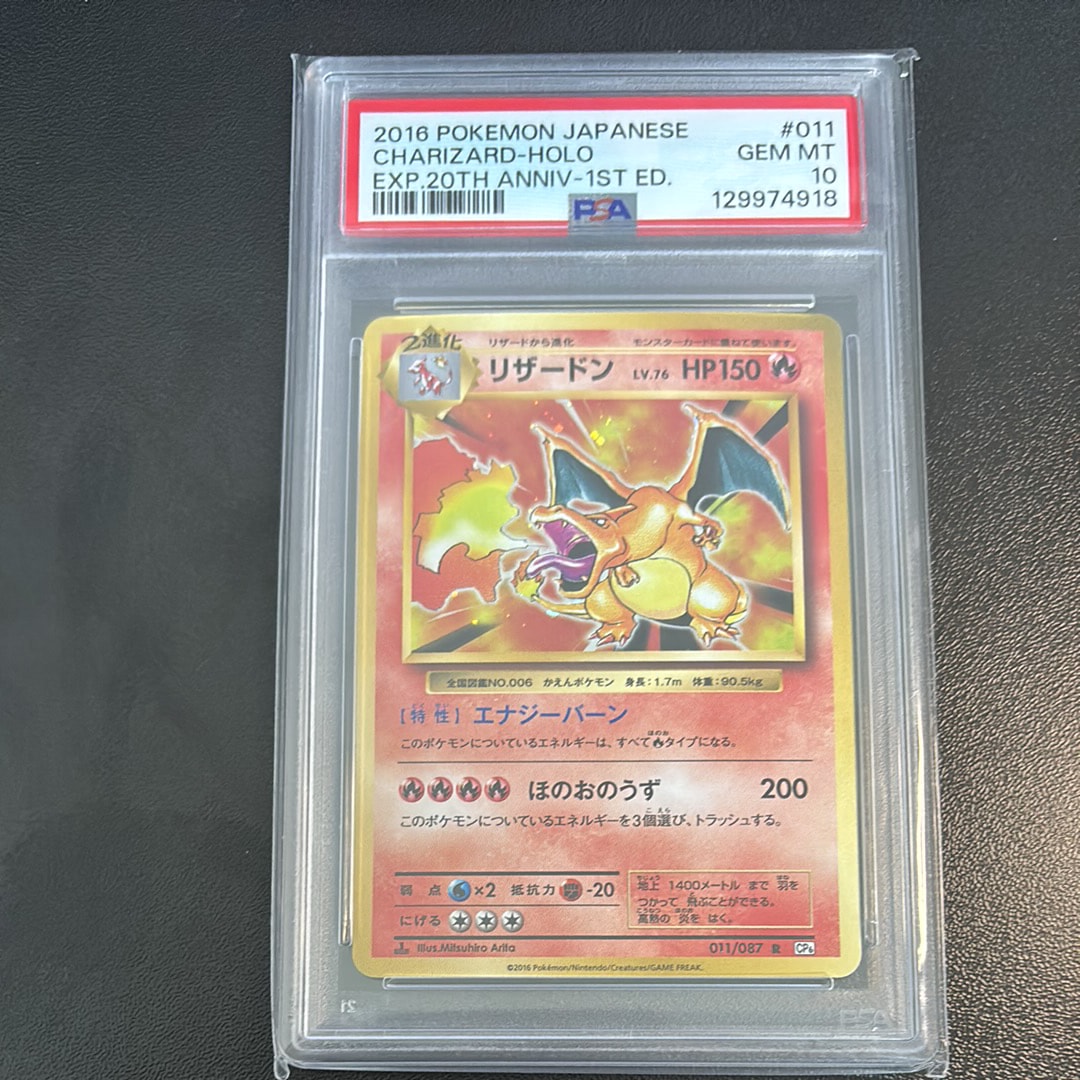 2016 POKEMON JAPANESE #011
CHARIZARD-HOLO GEM MT
EXP.20TH ANNIV-1ST ED. 10
PSA 129974918
2進化 リザードから進化 モンスターカードに重ねて使います。
リザードン LV.76 HP150
全国図鑑NO.006 かえんポケモン 身長:1.7m 体重:90.5kg
[特性] エナジーバーン
このポケモンについているエネルギーは、すべてタイプになる。
ほのおのうず 200
このポケモンについているエネルギーを3個選び、トラッシュする。
弱点 ×2 抵抗力 -20
にげる
地上 1400メートル まで 羽を
つかって 飛ぶことができる。
高熱の 炎を はく。
Illus.Mitsuhiro Arita 011/087 R CP6
©2016 Pokémon/Nintendo/Creatures/GAME FREAK.
PSA